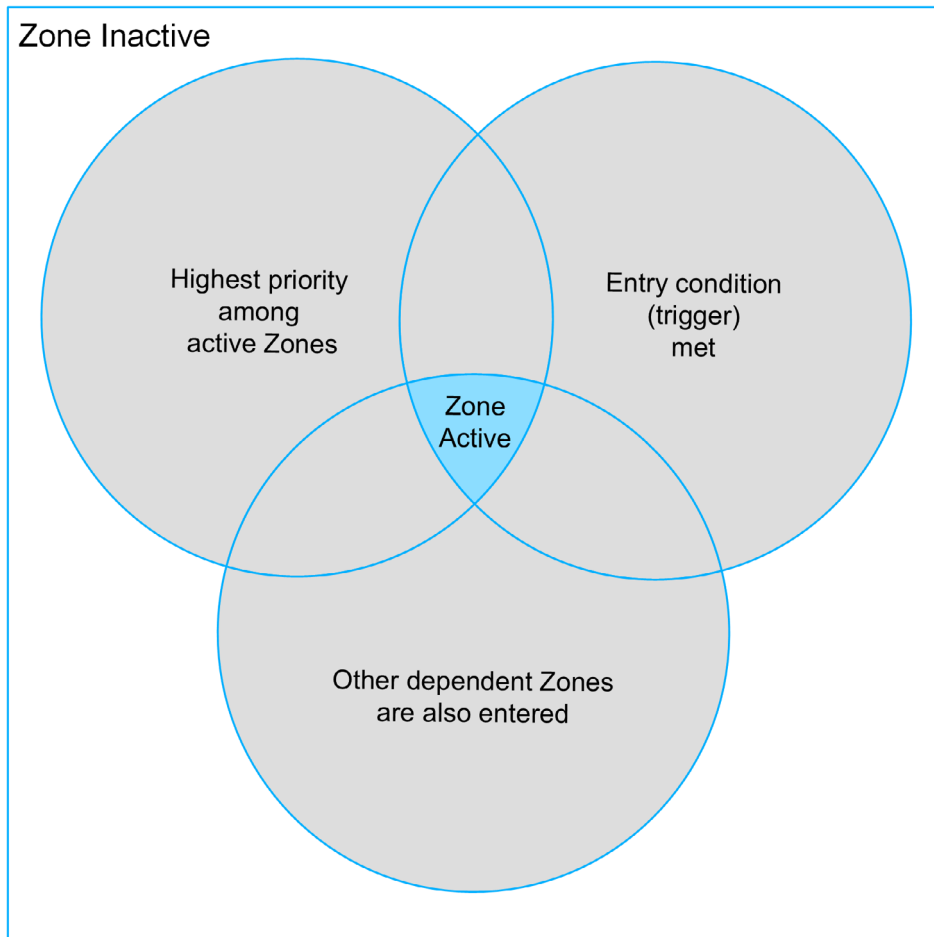 Zone Inactive
Highest priority
among
active Zones
Entry condition
(trigger)
met
Zone
Active
Other dependent Zones
are also entered